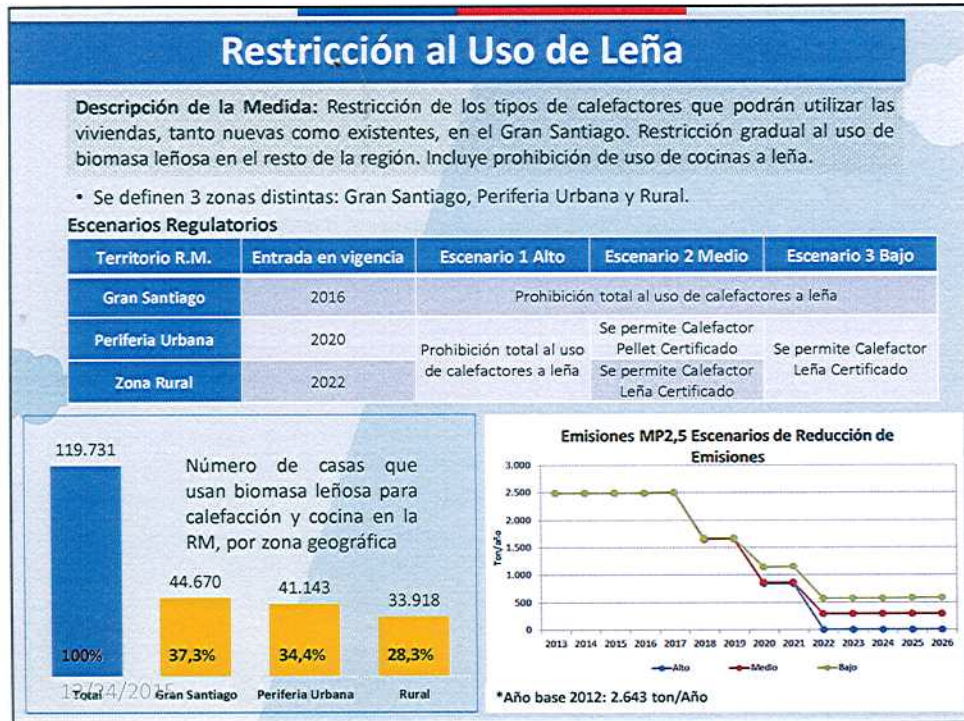 Restricción al Uso de Leña
Descripción de la Medida: Restricción de los tipos de calefactores que podrán utilizar las
viviendas, tanto nuevas como existentes, en el Gran Santiago. Restricción gradual al uso de
biomasa leñosa en el resto de la región. Incluye prohibición de uso de cocinas a leña.
• Se definen 3 zonas distintas: Gran Santiago, Periferia Urbana y Rural.
Escenarios Regulatorios
Territorio R.M. Entrada en vigencia Escenario 1 Alto Escenario 2 Medio Escenario 3 Bajo
Gran Santiago 2016 Prohibición total al uso de calefactores a leña
Periferia Urbana 2020
Zona Rural 2022
Prohibición total al uso
de calefactores a leña
Se permite Calefactor
Pellet Certificado
Se permite Calefactor
Leña Certificado
Se permite Calefactor
Leña Certificado
Número de casas que
usan biomasa leñosa para
calefacción y cocina en la
RM, por zona geográfica
119.731
44.670
41.143
33.918
100% 37,3% 34,4% 28,3%
Total Gran Santiago Periferia Urbana Rural
Emisiones MP2,5 Escenarios de Reducción de
Emisiones
Ton/año
3.000
2.500
2.000
1.500
1.000
500
0
2013 2014 2015 2016 2017 2018 2019 2020 2021 2022 2023 2024 2025 2026
Alto Medio Bajo
*Año base 2012: 2.643 ton/Año